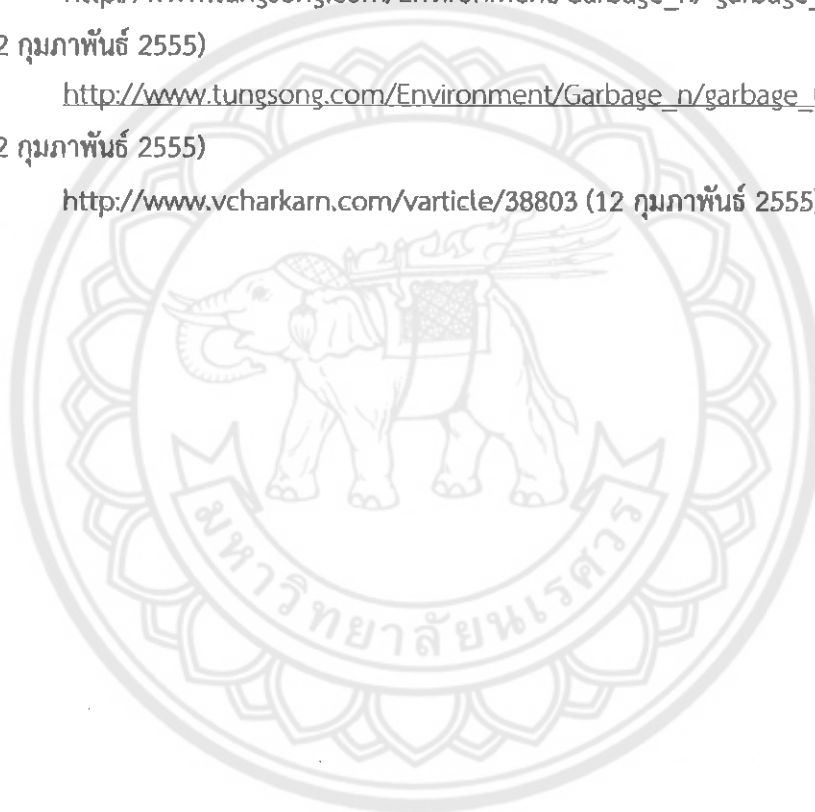 2 กุมภาพันธ์ 2555)
http://www.tungsong.com/Environment/Garbage_n/garbage_
2 กุมภาพันธ์ 2555)
http://www.vcharkarn.com/varticle/38803 (12 กุมภาพันธ์ 2555)
มหาวิทยาลัยนเรศวร